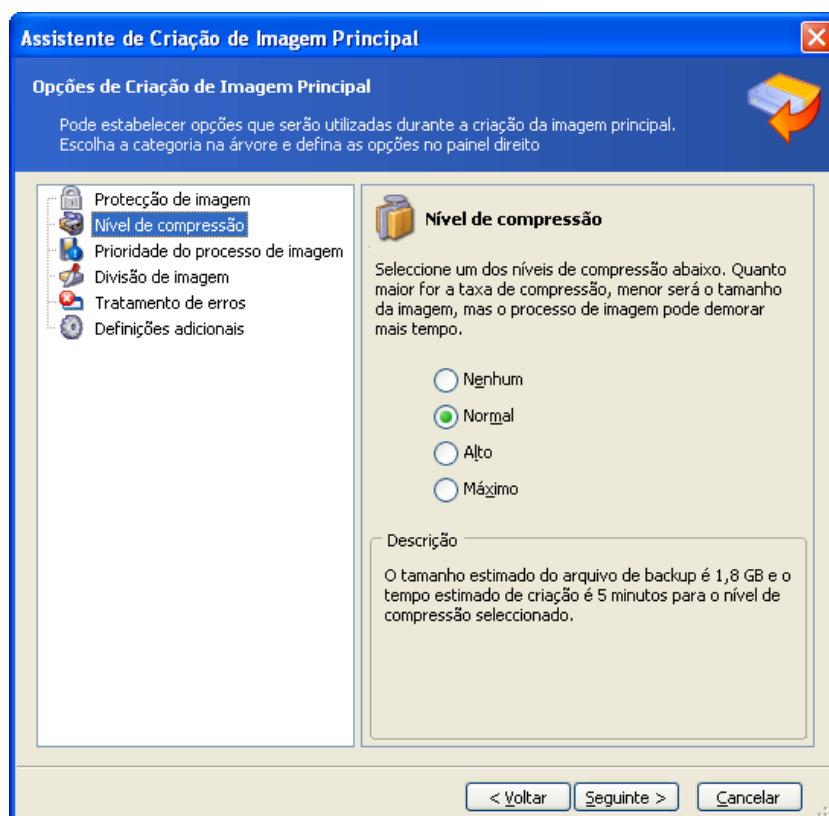 Assistente de Criação de Imagem Principal
Opções de Criação de Imagem Principal
Pode estabelecer opções que serão utilizadas durante a criação da imagem principal.
Escolha a categoria na árvore e defina as opções no painel direito
Protecção de imagem
Nível de compressão
Prioridade do processo de imagem
Divisão de imagem
Tratamento de erros
Definições adicionais
Nível de compressão
Seleccione um dos níveis de compressão abaixo. Quanto
maior for a taxa de compressão, menor será o tamanho
da imagem, mas o processo de imagem pode demorar
mais tempo.
Nenhum
Normal
Alto
Máximo
Descrição
O tamanho estimado do arquivo de backup é 1,8 GB e o
tempo estimado de criação é 5 minutos para o nível de
compressão seleccionado.
< Voltar
Seguinte >
Cancelar